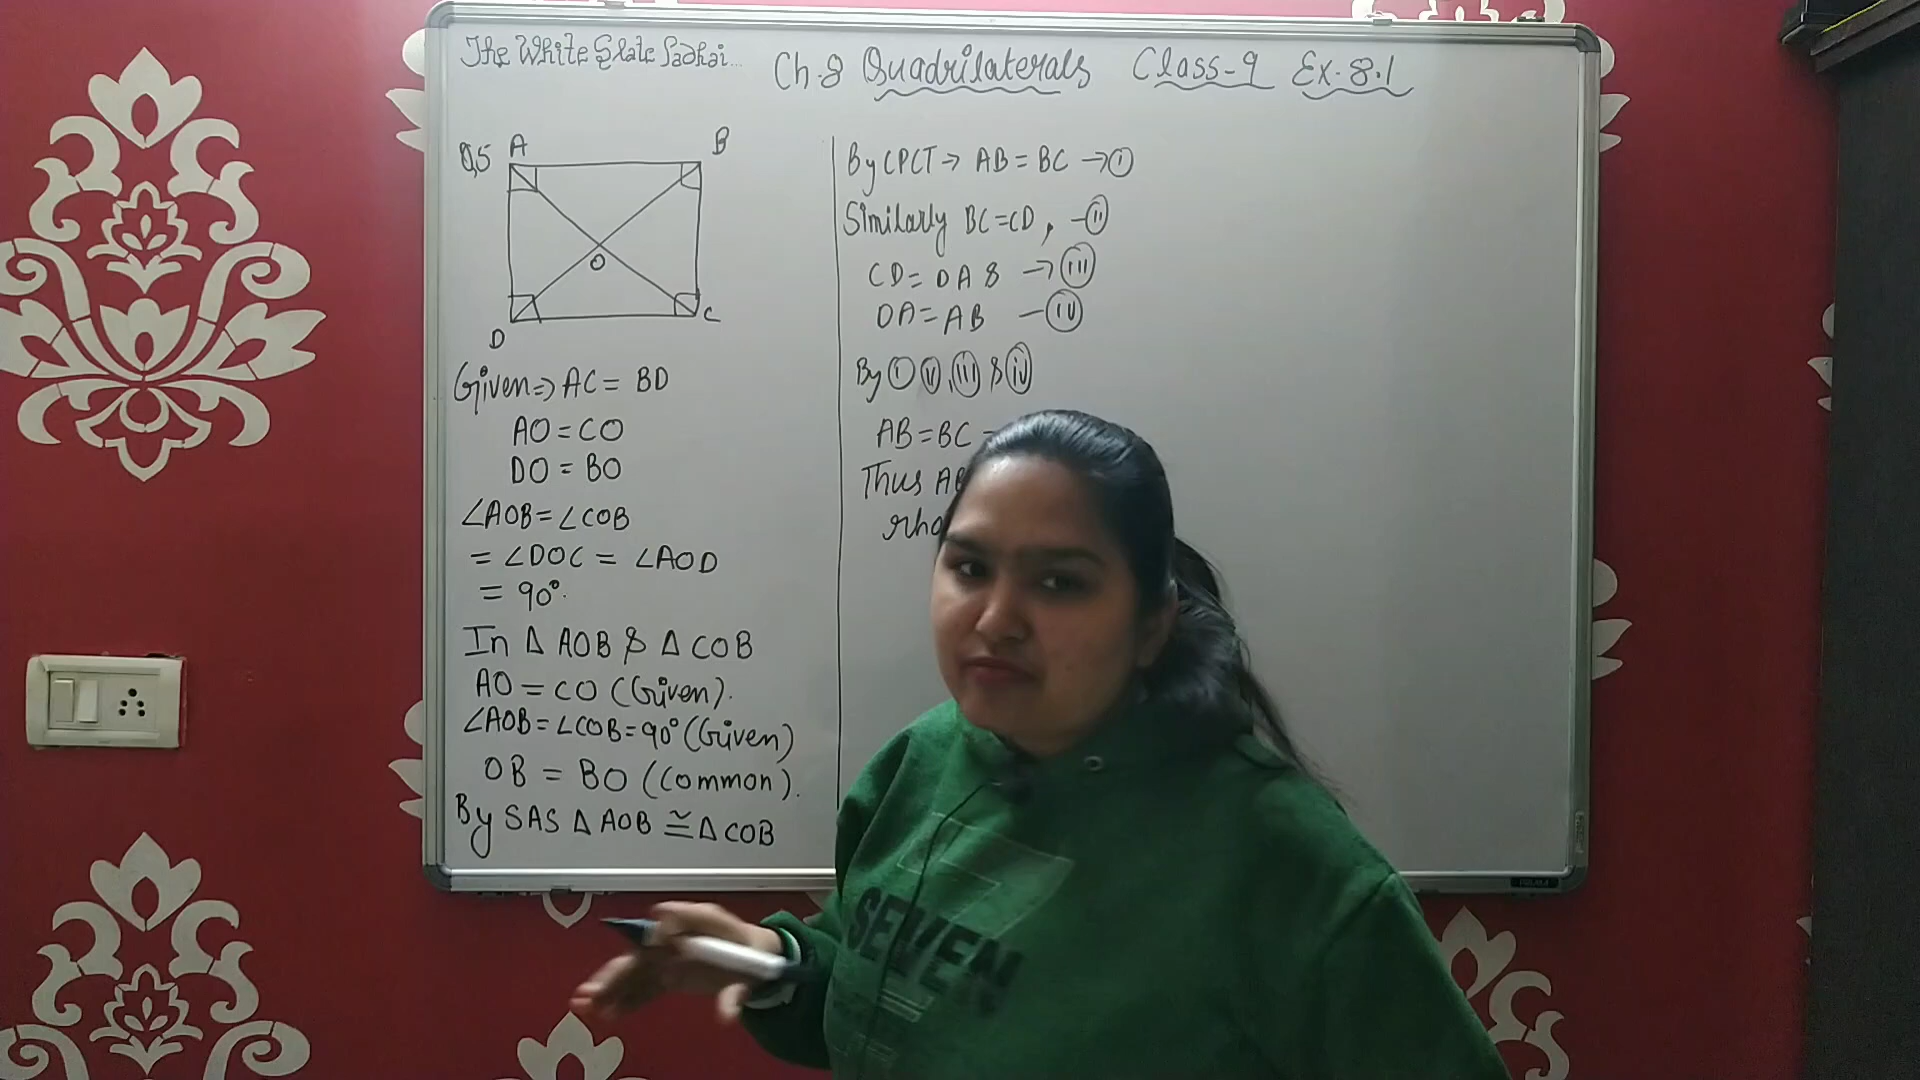 The White Slate Padhai...
Ch.8 Quadrilaterals Class-9 Ex. 8.1
Q.5
A
B
O
D
C
Given=> AC = BD
AO = CO
DO = BO
∠AOB = ∠COB
= ∠DOC = ∠AOD
= 90°.
In Δ AOB & Δ COB
AO = CO (Given).
∠AOB = ∠COB = 90° (Given)
OB = BO (Common).
By SAS Δ AOB ≅ Δ COB
By CPCT → AB = BC → (i)
Similarly BC = CD, - (ii)
CD = DA & → (iii)
DA = AB - (iv)
By (i) (ii), (iii) & (iv)
AB = BC =
Thus
SEVEN